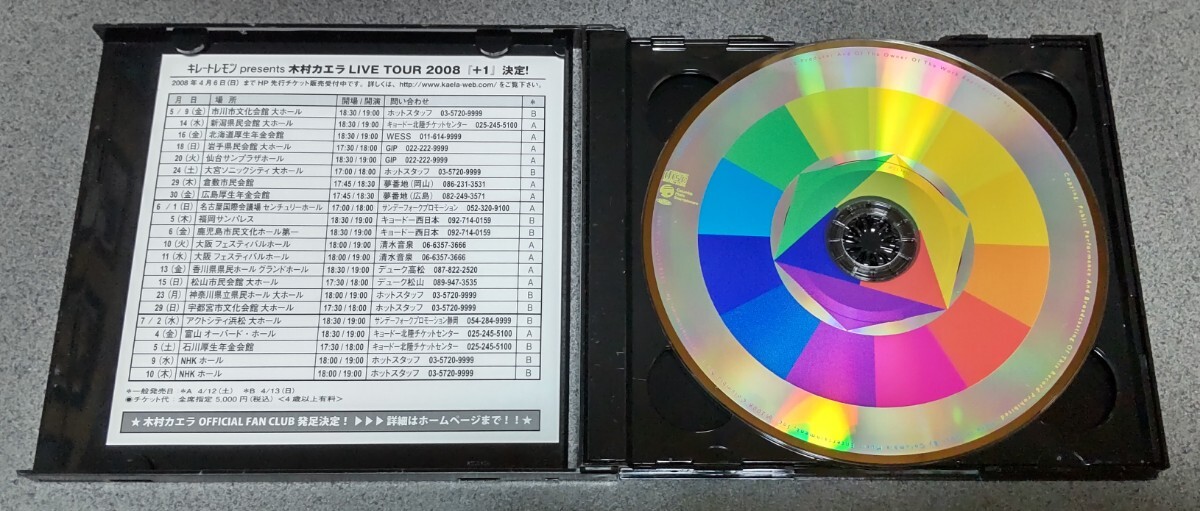 キレートレモン presents 木村カエラ LIVE TOUR 2008 『+1』 決定!
2008年4月6日(日)までHP先行チケット販売受付中です。詳しくは、http://www.kaela-web.com/をご覧下さい。
月日 場所 開場/開演 問い合わせ *
5/9(金) 市川市文化会館 大ホール 18:30/19:00 ホットスタッフ 03-5720-9999 B
14(水) 新潟県民会館 大ホール 18:30/19:00 キョードー北陸チケットセンター 025-245-5100 A
16(金) 北海道厚生年金会館 18:30/19:00 WESS 011-614-9999 A
18(日) 岩手県民会館 大ホール 17:30/18:00 GIP 022-222-9999 A
20(火) 仙台サンプラザホール 18:30/19:00 GIP 022-222-9999 A
24(土) 大宮ソニックシティ 大ホール 17:00/18:00 ホットスタッフ 03-5720-9999 B
29(木) 倉敷市民会館 17:45/18:30 夢番地(岡山) 086-231-3531 A
30(金) 広島厚生年金会館 17:45/18:30 夢番地(広島) 082-249-3571 A
6/1(日) 名古屋国際会議場 センチュリーホール 17:00/18:00 サンデーフォークプロモーション 052-320-9100 A
5(木) 福岡サンパレス 18:30/19:00 キョードー西日本 092-714-0159 B
6(金) 鹿児島市民文化ホール第一 18:30/19:00 キョードー西日本 092-714-0159 B
10(火) 大阪 フェスティバルホール 18:00/19:00 清水音泉 06-6357-3666 A
11(水) 大阪 フェスティバルホール 18:00/19:00 清水音泉 06-6357-3666 A
13(金) 香川県県民ホール グランドホール 18:30/19:00 デューク高松 087-822-2520 A
15(日) 松山市民会館 大ホール 17:30/18:00 デューク松山 089-947-3535 A
23(月) 神奈川県立県民ホール 大ホール 18:00/19:00 ホットスタッフ 03-5720-9999 B
29(日) 宇都宮市文化会館 大ホール 17:30/18:00 ホットスタッフ 03-5720-9999 B
7/2(水) アクトシティ浜松 大ホール 18:30/19:00 サンデーフォークプロモーション静岡 054-284-9999 B
4(金) 富山 オーバード・ホール 18:30/19:00 キョードー北陸チケットセンター 025-245-5100 A
5(土) 石川厚生年金会館 17:30/18:00 キョードー北陸チケットセンター 025-245-5100 B
9(水) NHKホール 18:00/19:00 ホットスタッフ 03-5720-9999 B
10(木) NHKホール 18:00/19:00 ホットスタッフ 03-5720-9999 B
*一般発売日 *A 4/12(土) *B 4/13(日)
●チケット代:全席指定 5,000円(税込) <4歳以上有料>
★木村カエラ OFFICIAL FAN CLUB 発足決定! ▶▶▶詳細はホームページまで!!★